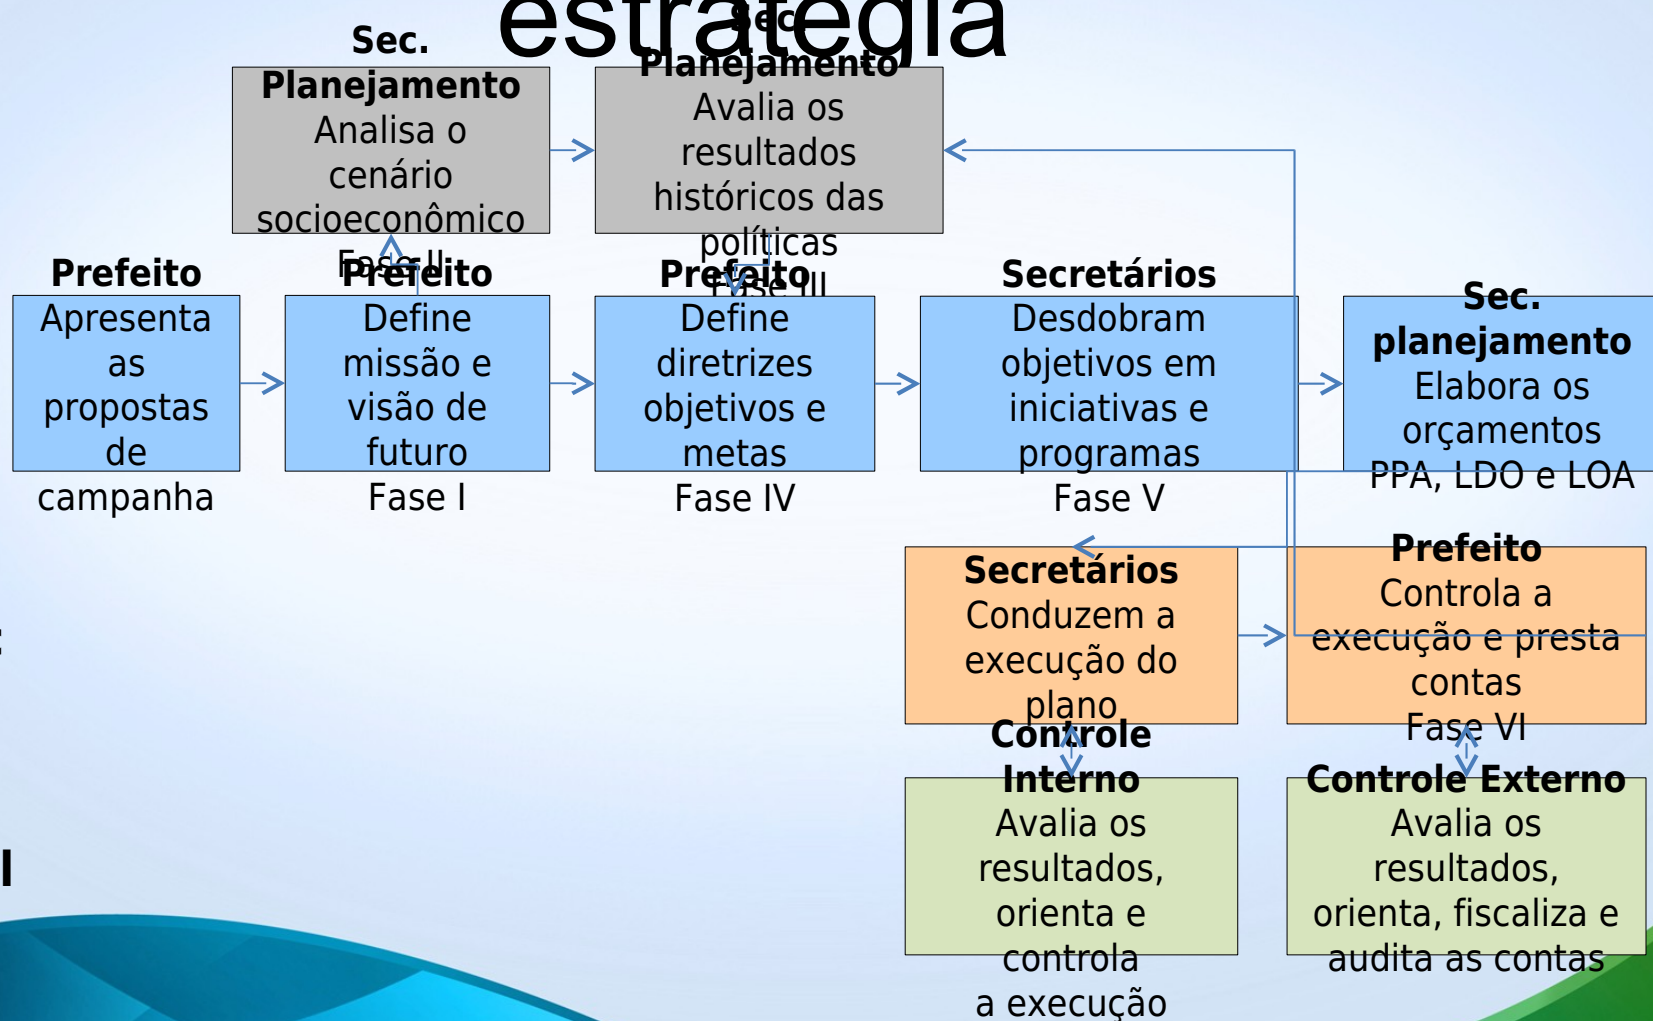 estratégia
Sec.
Planejamento
Analisa o
cenário
socioeconômico
Fase II
Sec.
Planejamento
Avalia os
resultados
históricos das
políticas
Fase III
Prefeito
Apresenta
as
propostas
de
campanha
Prefeito
Define
missão e
visão de
futuro
Fase I
Prefeito
Define
diretrizes
objetivos e
metas
Fase IV
Secretários
Desdobram
objetivos em
iniciativas e
programas
Fase V
Sec.
planejamento
Elabora os
orçamentos
PPA, LDO e LOA
Secretários
Conduzem a
execução do
plano
Prefeito
Controla a
execução e presta
contas
Fase VI
Controle
Interno
Avalia os
resultados,
orienta e
controla
a execução
Controle Externo
Avalia os
resultados,
orienta, fiscaliza e
audita as contas
l